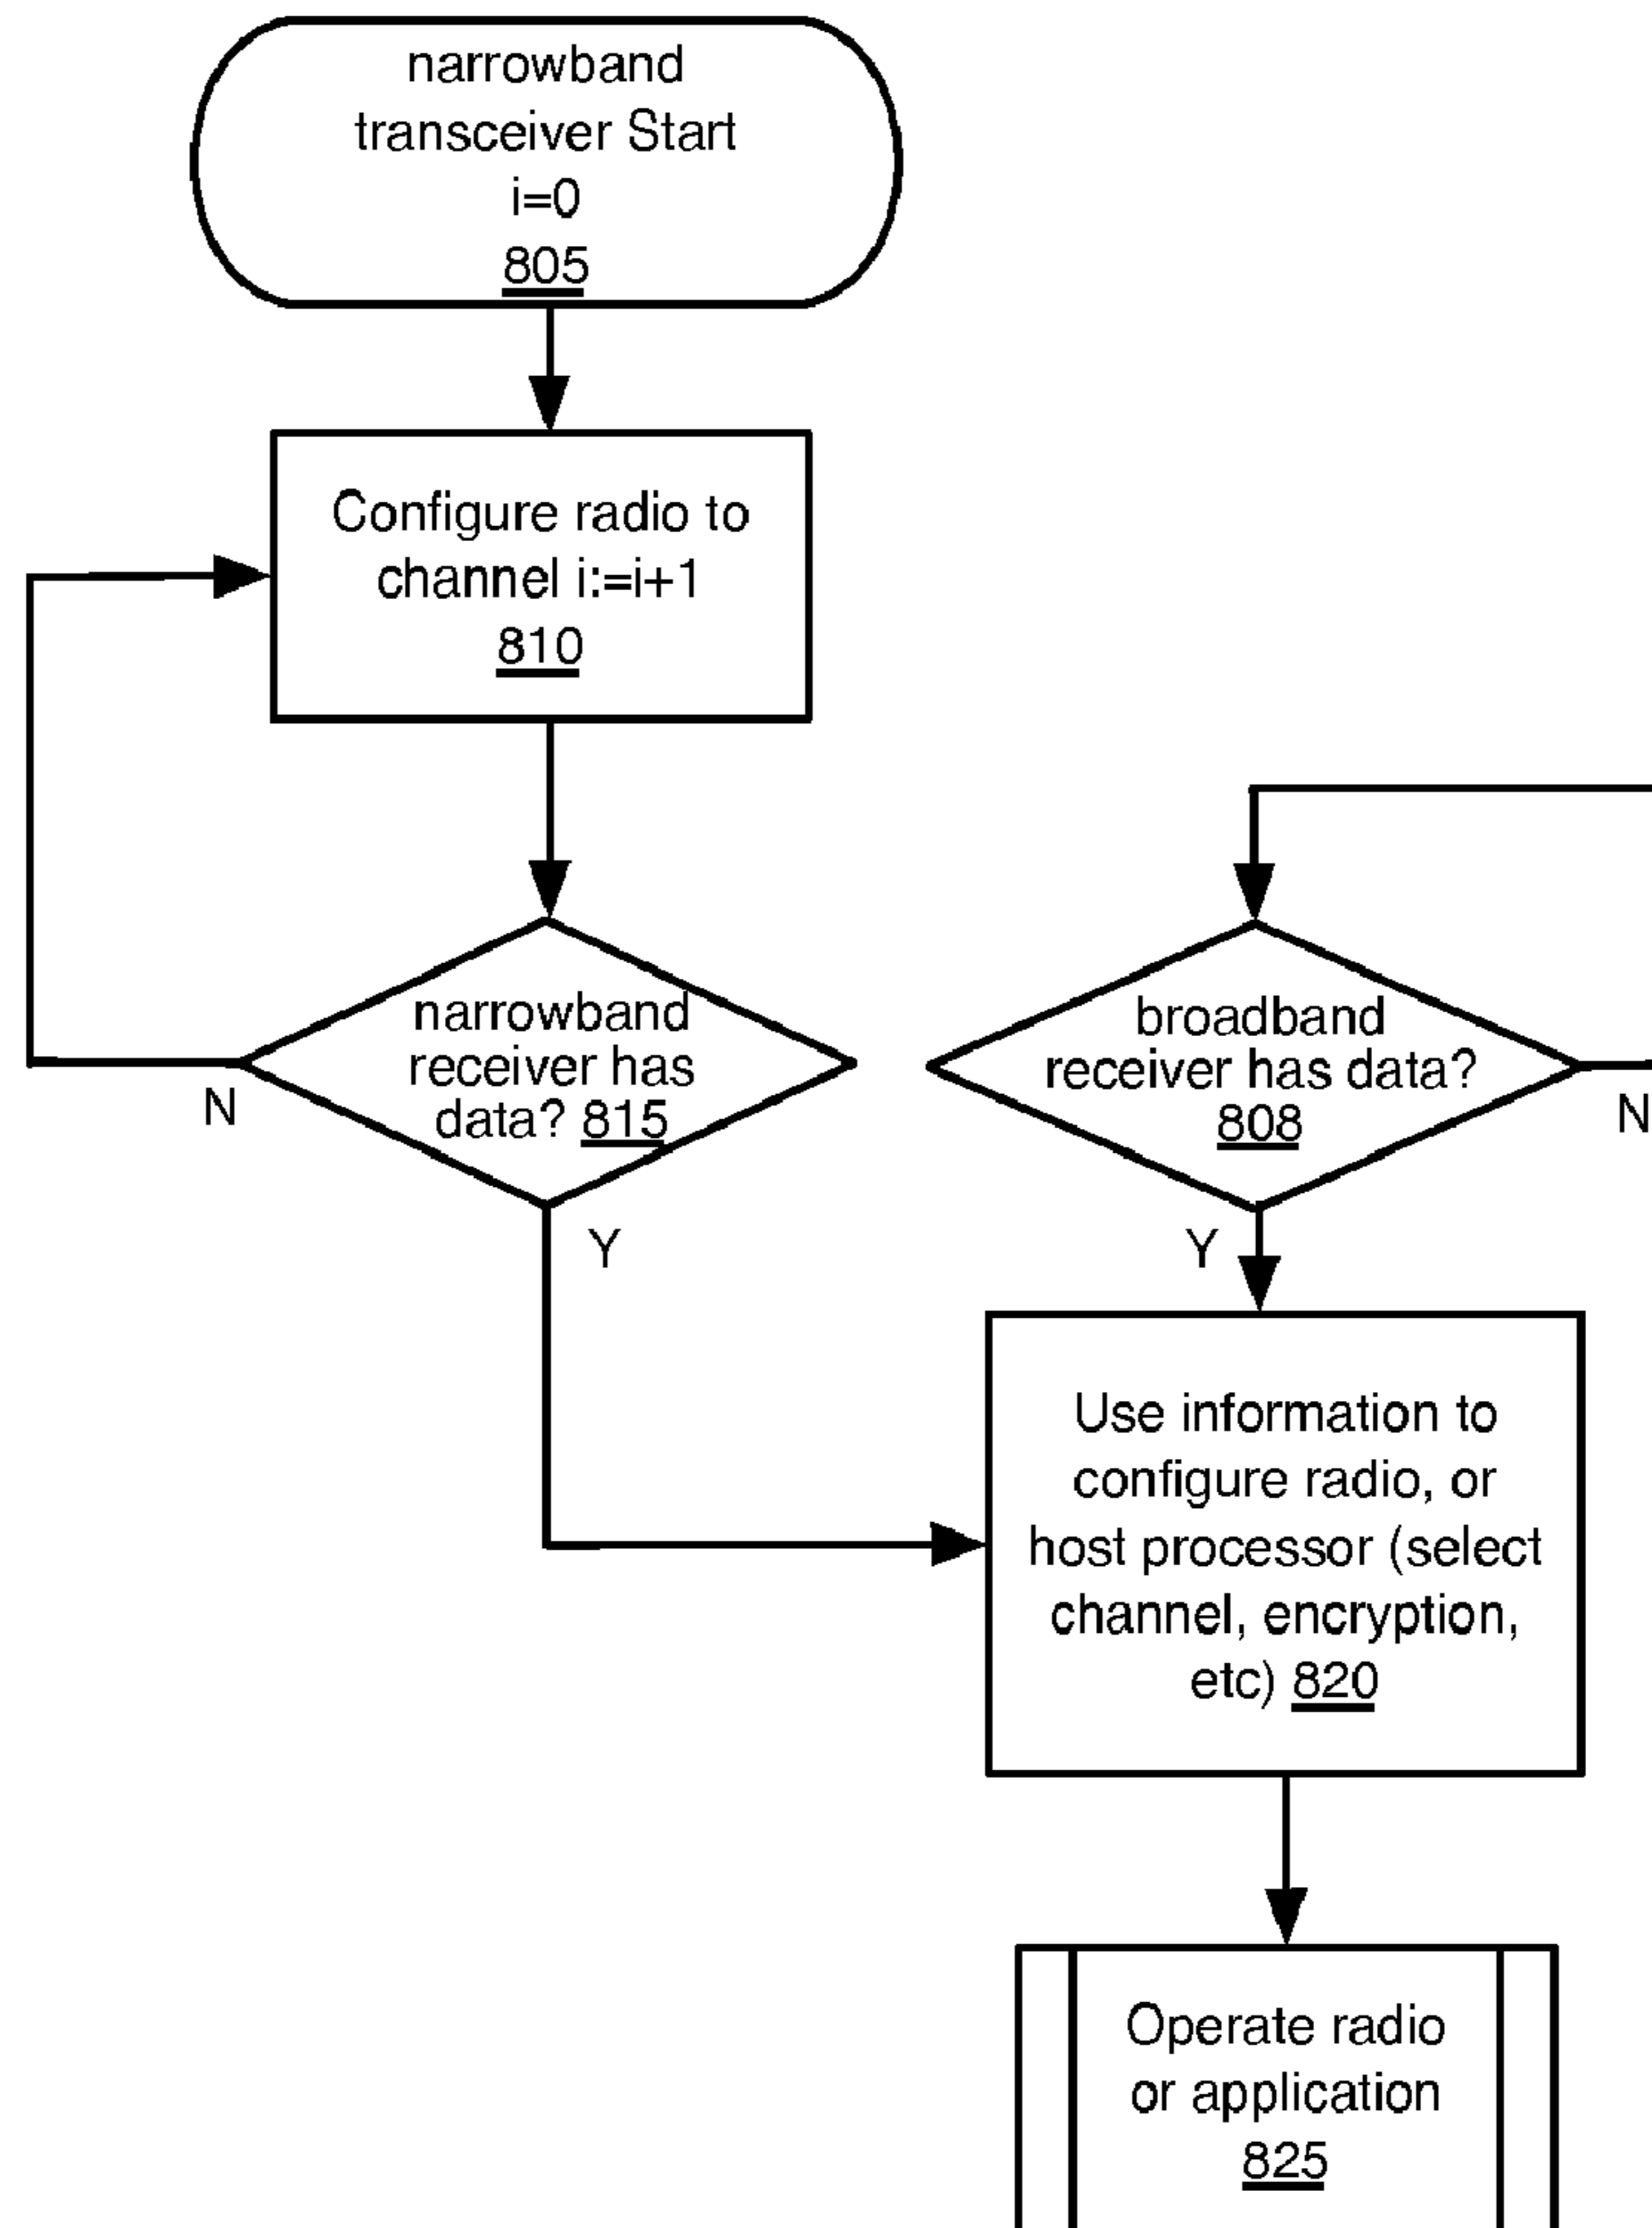 narrowband
transceiver Start
i=0
805
Configure radio to
channel i:=i+1
810
narrowband
receiver has
data? 815
N
Y
broadband
receiver has data?
808
N
Y
Use information to
configure radio, or
host processor (select
channel, encryption,
etc) 820
Operate radio
or application
825